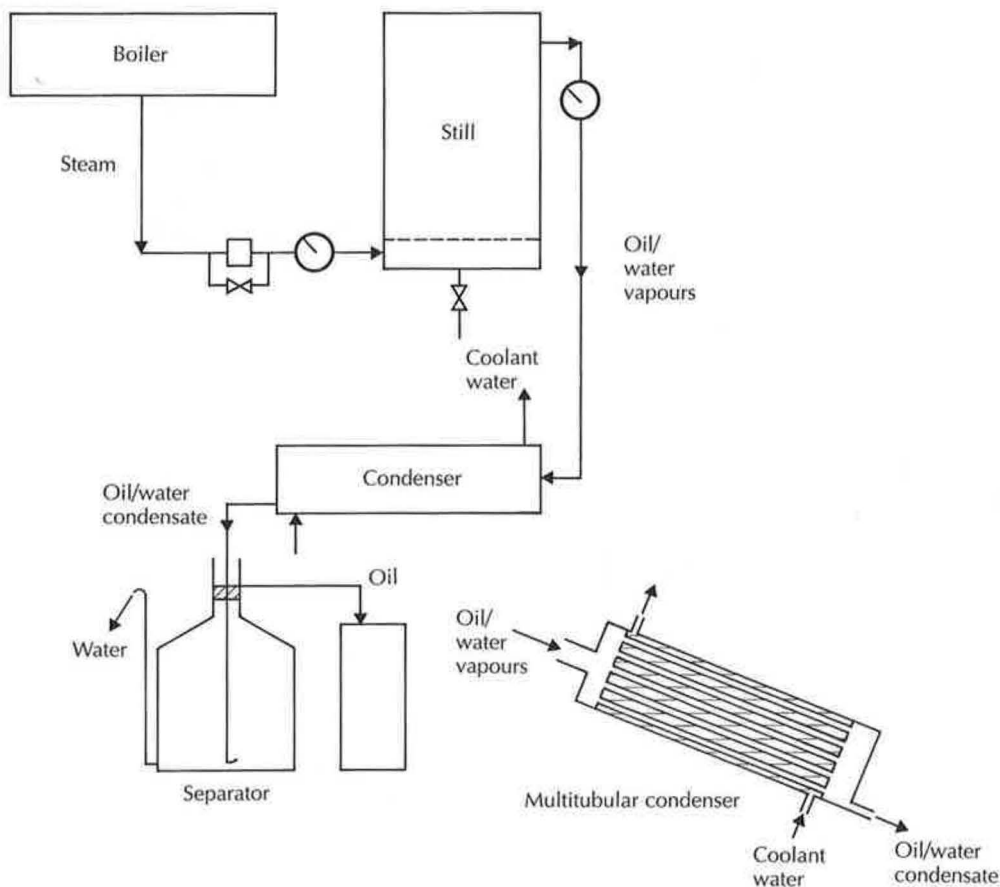 Boiler
Still
Steam
Oil/
water
vapours
Coolant
water
Condenser
Oil/water
condensate
Oil
Water
Separator
Oil/
water
vapours
Multitubular condenser
Coolant
water
Oil/water
condensate